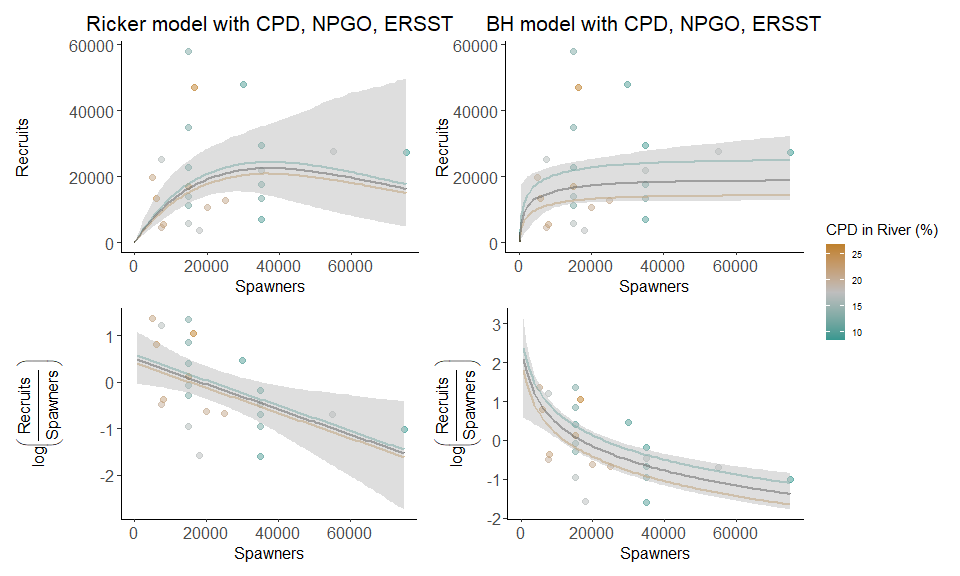 Ricker model with CPD, NPGO, ERSST
60000
40000
20000
0
Recruits
0 20000 40000 60000
Spawners
BH model with CPD, NPGO, ERSST
60000
40000
20000
0
Recruits
0 20000 40000 60000
Spawners
1
0
-1
-2
log(Recruits
Spawners)
0 20000 40000 60000
Spawners
3
2
1
0
-1
-2
log(Recruits
Spawners)
0 20000 40000 60000
Spawners
CPD in River (%)
25
20
15
10